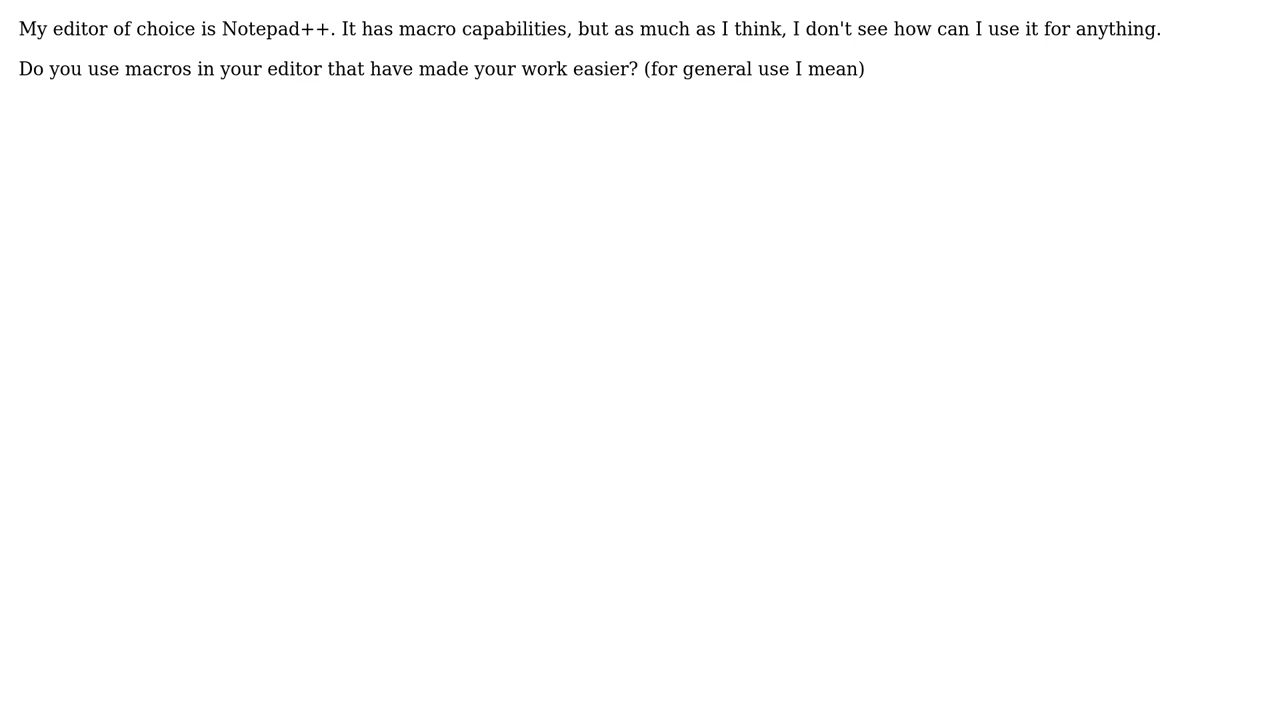 My editor of choice is Notepad++. It has macro capabilities, but as much as I think, I don't see how can I use it for anything.
Do you use macros in your editor that have made your work easier? (for general use I mean)